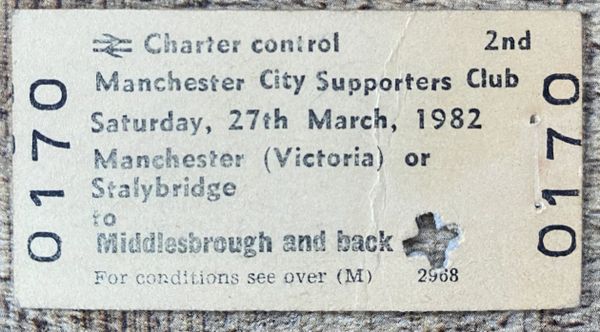 Charter control 2nd
Manchester City Supporters Club
Saturday, 27th March, 1982
Manchester (Victoria) or
Stalybridge
to
Middlesbrough and back
For conditions see over (M) 2968
0170
0170